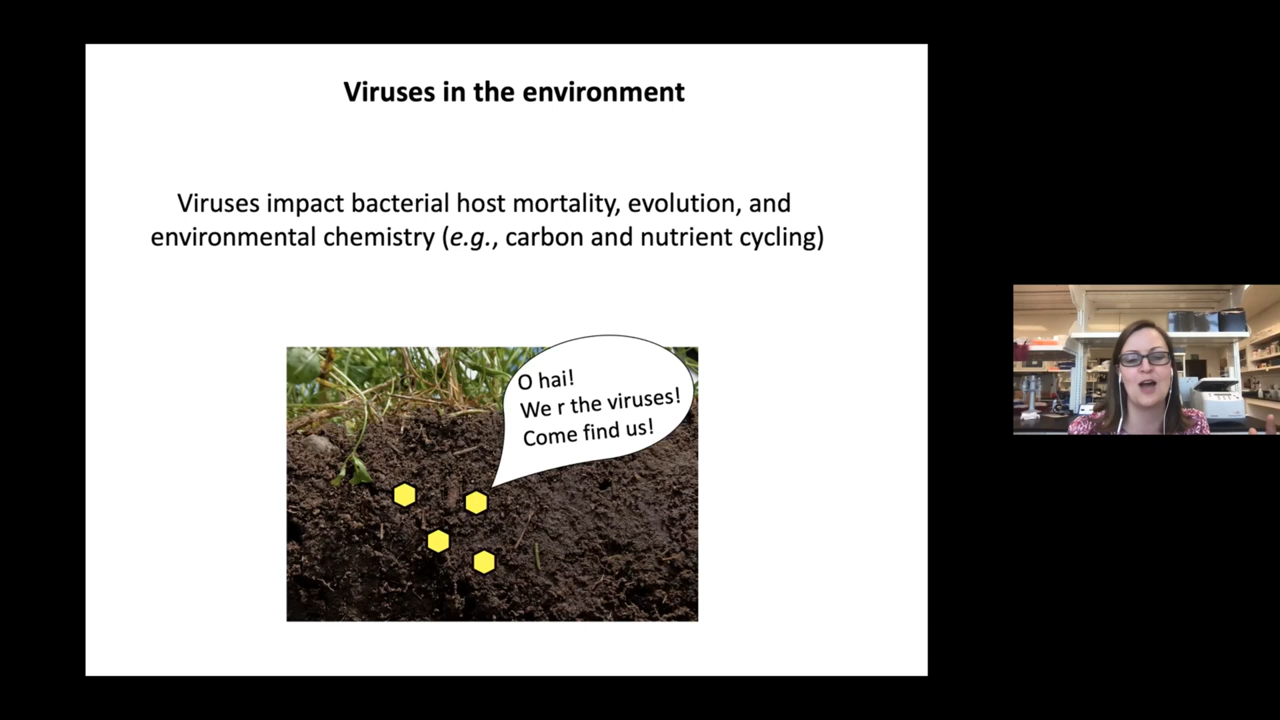 Viruses in the environment
Viruses impact bacterial host mortality, evolution, and
environmental chemistry (e.g., carbon and nutrient cycling)
O hai!
We r the viruses!
Come find us!